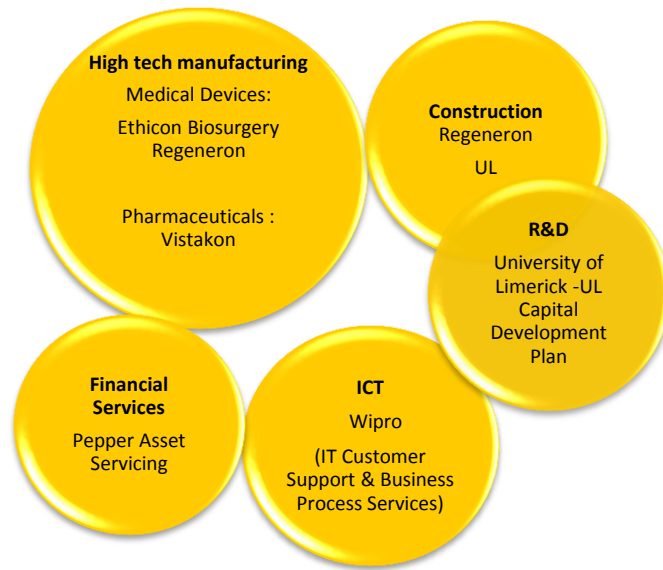 High tech manufacturing
Medical Devices:
Ethicon Biosurgery
Regeneron
Pharmaceuticals :
Vistakon
Construction
Regeneron
UL
R&D
University of
Limerick -UL
Capital
Development
Plan
Financial
Services
Pepper Asset
Servicing
ICT
Wipro
(IT Customer
Support & Business
Process Services)